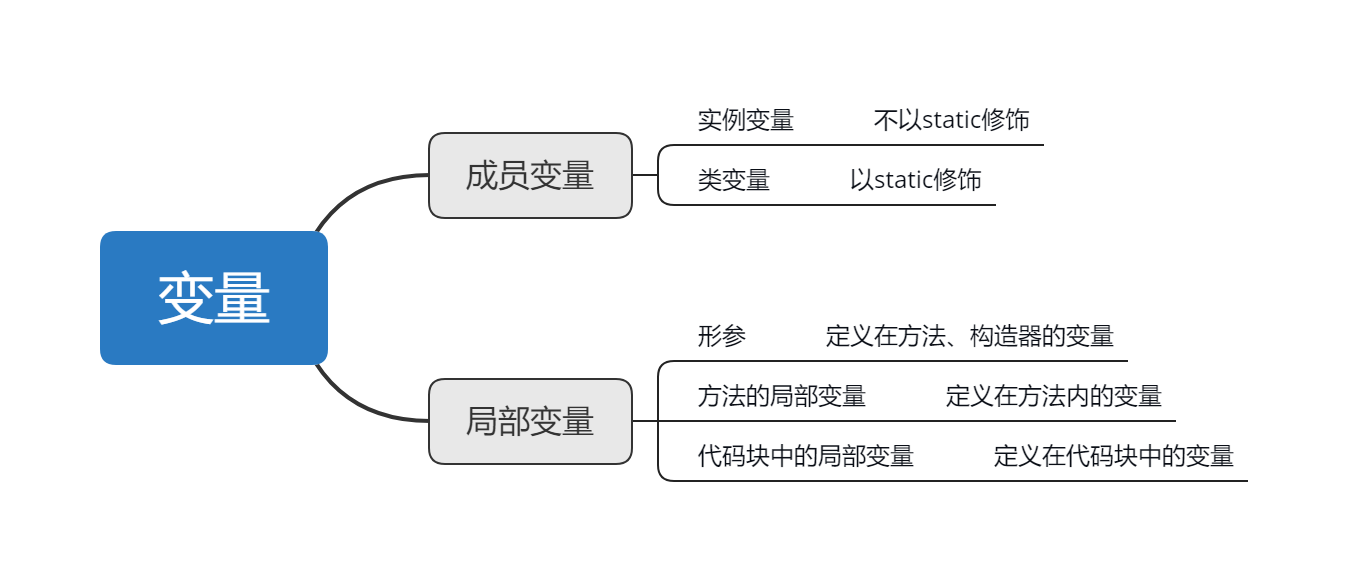 变量
成员变量
实例变量 不以static修饰
类变量 以static修饰
局部变量
形参 定义在方法、构造器的变量
方法的局部变量 定义在方法内的变量
代码块中的局部变量 定义在代码块中的变量